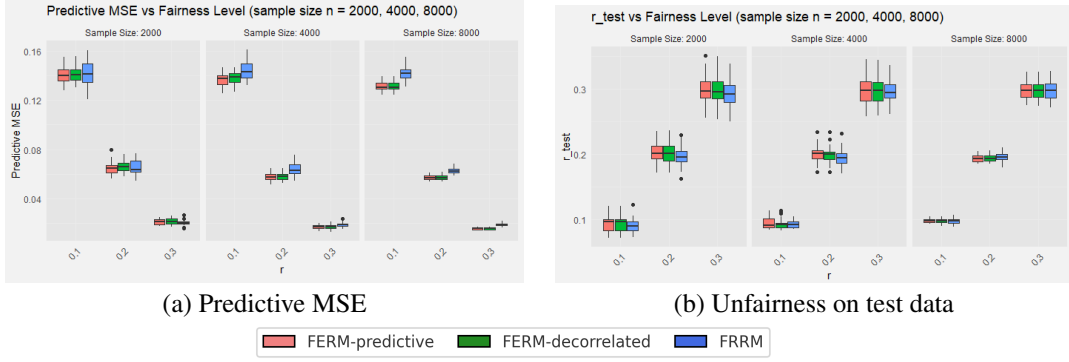 Predictive MSE vs Fairness Level (sample size n = 2000, 4000, 8000)
Sample Size: 2000 Sample Size: 4000 Sample Size: 8000
0.16
0.12
0.08
0.04
Predictive MSE
0.1 0.2 0.3 0.1 0.2 0.3 0.1 0.2 0.3
r
(a) Predictive MSE
r_test vs Fairness Level (sample size n = 2000, 4000, 8000)
Sample Size: 2000 Sample Size: 4000 Sample Size: 8000
0.3
0.2
0.1
r_test
0.1 0.2 0.3 0.1 0.2 0.3 0.1 0.2 0.3
r
(b) Unfairness on test data
FERM-predictive FERM-decorrelated FRRM